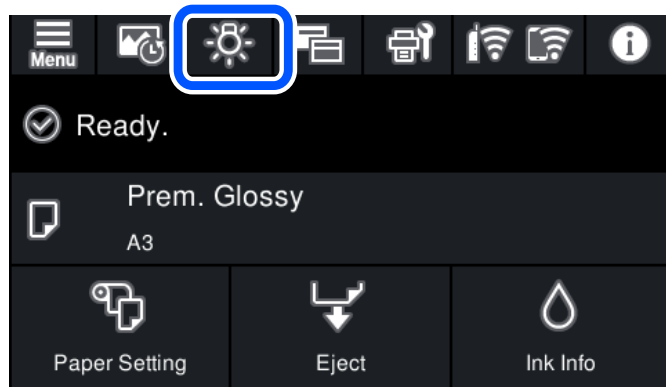 Menu
Ready.
Prem. Glossy
A3
Paper Setting
Eject
Ink Info